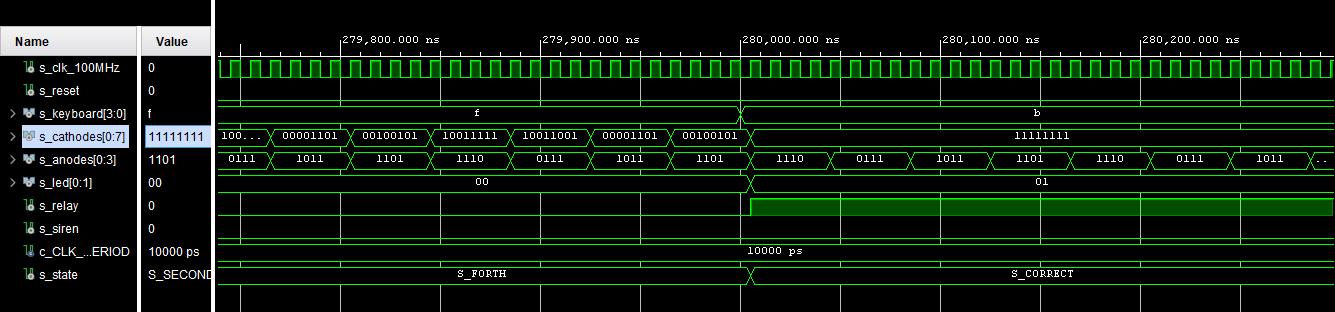 Name Value 279,800.000 ns 279,900.000 ns 280,000.000 ns 280,100.000 ns 280,200.000 ns
s_clk_100MHz 0
s_reset 0
s_keyboard[3:0] f f b
s_cathodes[0:7] 11111111 100... 00001101 00100101 10011111 10011001 00001101 00100101 11111111
s_anodes[0:3] 1101 0111 1011 1101 1110 0111 1011 1101 1110 0111 1011 1101 1110 0111 1011 ..
s_led[0:1] 00 00 01
s_relay 0
s_siren 0
c_CLK_...ERIOD 10000 ps 10000 ps
s_state S_SECOND S_FORTH S_CORRECT